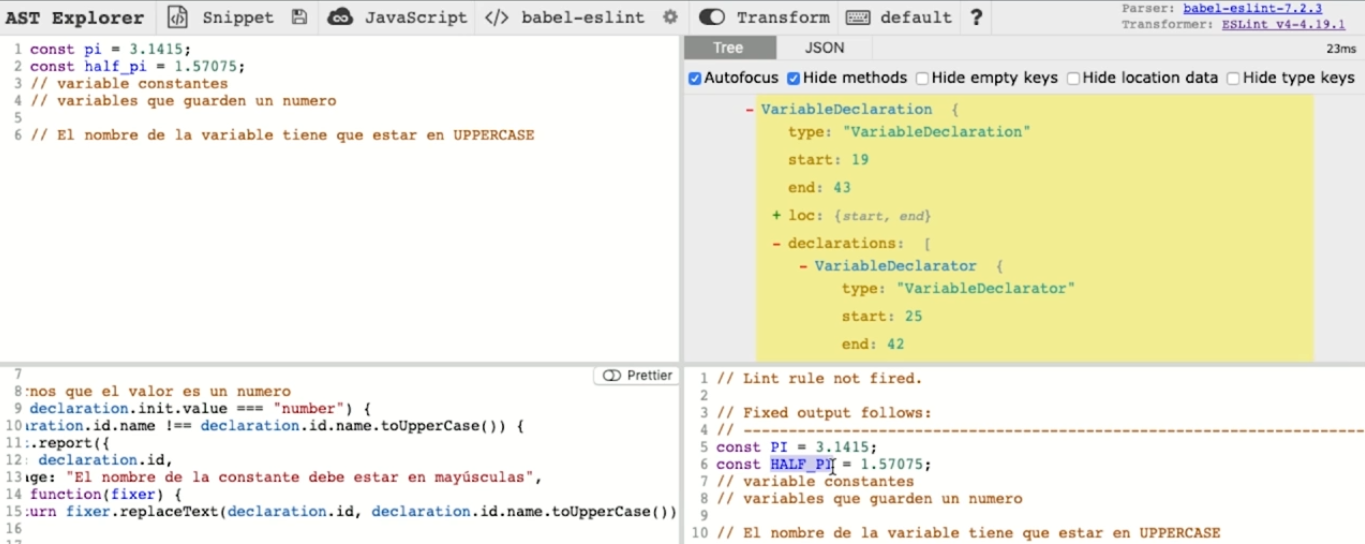 AST Explorer Snippet JavaScript </> babel-eslint Transform default ?
Parser: babel-eslint-7.2.3
Transformer: ESLint v4-4.19.1
1 const pi = 3.1415;
2 const half_pi = 1.57075;
3 // variable constantes
4 // variables que guarden un numero
5
6 // El nombre de la variable tiene que estar en UPPERCASE
Tree JSON 23ms
Autofocus Hide methods Hide empty keys Hide location data Hide type keys
- VariableDeclaration {
type: "VariableDeclaration"
start: 19
end: 43
+ loc: {start, end}
- declarations: [
- VariableDeclarator {
type: "VariableDeclarator"
start: 25
end: 42
Prettier
7
8 mos que el valor es un numero
9 declaration.init.value === "number") {
10 ration.id.name !== declaration.id.name.toUpperCase()) {
11 .report({
12 declaration.id,
13 ge: "El nombre de la constante debe estar en mayúsculas",
14 function(fixer) {
15 urn fixer.replaceText(declaration.id, declaration.id.name.toUpperCase())
16
17
1 // Lint rule not fired.
2
3 // Fixed output follows:
4 // --------------------------------------------------------------------------------
5 const PI = 3.1415;
6 const HALF_PI = 1.57075;
7 // variable constantes
8 // variables que guarden un numero
9
10 // El nombre de la variable tiene que estar en UPPERCASE